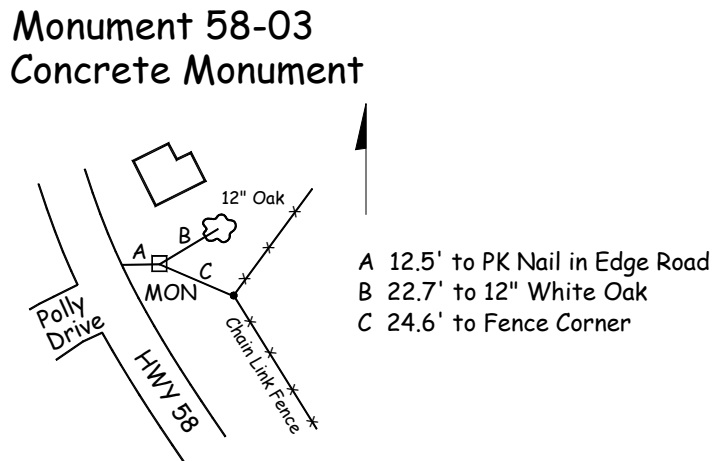 Monument 58-03
Concrete Monument
12" Oak
B
A
C
MON
A 12.5' to PK Nail in Edge Road
B 22.7' to 12" White Oak
C 24.6' to Fence Corner
Polly
Drive
HWY 58
Chain Link Fence